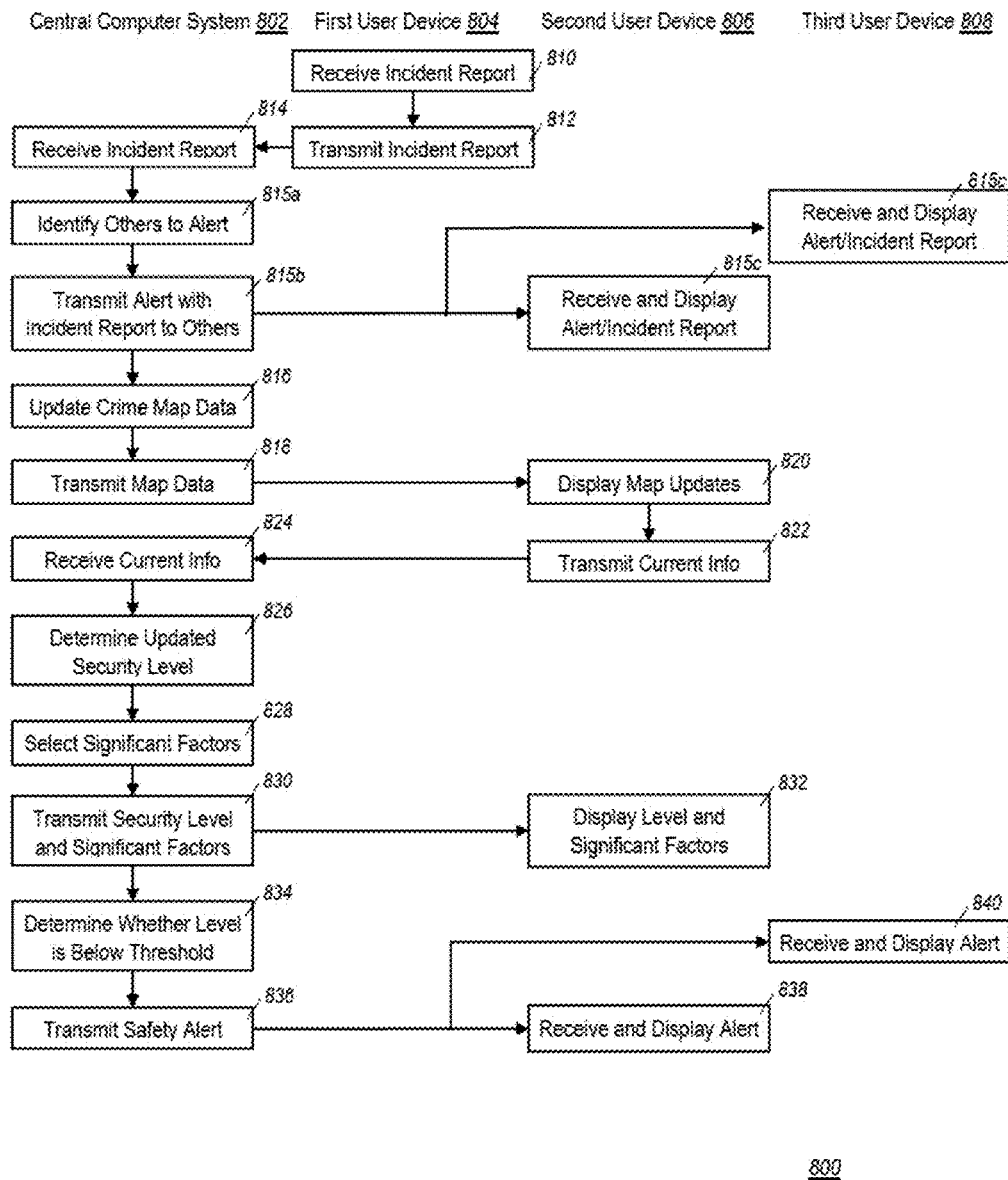 Central Computer System 802
First User Device 804
Second User Device 806
Third User Device 808
810
Receive Incident Report
814
812
Receive Incident Report
Transmit Incident Report
815a
815c
Identify Others to Alert
Receive and Display
Alert/Incident Report
815b
815c
Transmit Alert with
Incident Report to Others
Receive and Display
Alert/Incident Report
816
Update Crime Map Data
818
820
Transmit Map Data
Display Map Updates
824
822
Receive Current Info
Transmit Current Info
826
Determine Updated
Security Level
828
Select Significant Factors
830
832
Transmit Security Level
and Significant Factors
Display Level and
Significant Factors
834
840
Determine Whether Level
is Below Threshold
Receive and Display Alert
836
838
Transmit Safety Alert
Receive and Display Alert
800